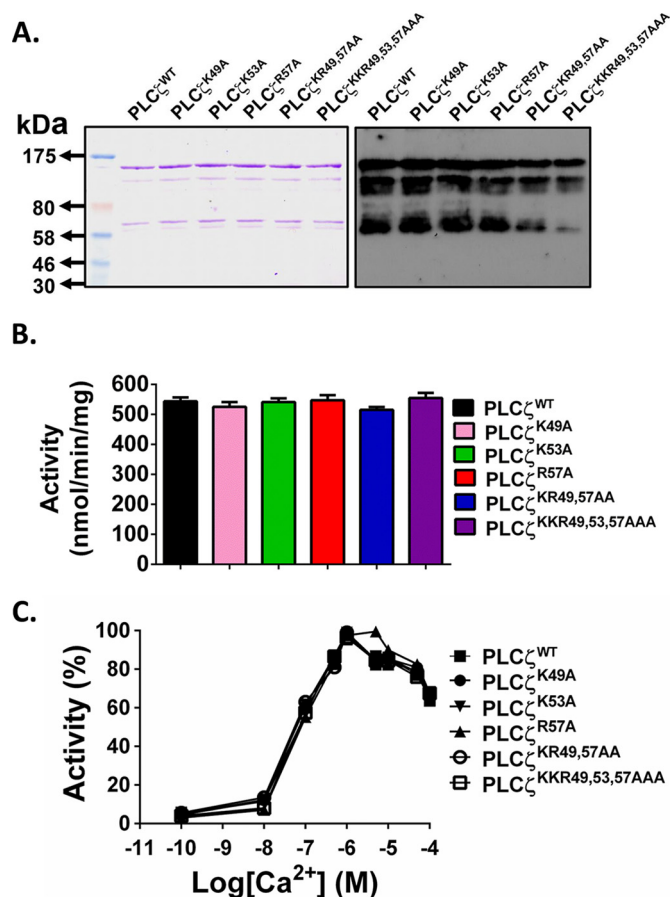 A.
PLCζWT PLCζK49A PLCζK53A PLCζR57A PLCζKR49,57AA PLCζKKR49,53,57AAA PLCζWT PLCζK49A PLCζK53A PLCζR57A PLCζKR49,57AA PLCζKKR49,53,57AAA
kDa
175
80
58
46
30
B.
Activity
(nmol/min/mg)
600
500
400
300
200
100
0
PLCζWT
PLCζK49A
PLCζK53A
PLCζR57A
PLCζKR49,57AA
PLCζKKR49,53,57AAA
C.
Activity (%)
100
80
60
40
20
0
-11 -10 -9 -8 -7 -6 -5 -4
Log[Ca2+] (M)
PLCζWT
PLCζK49A
PLCζK53A
PLCζR57A
PLCζKR49,57AA
PLCζKKR49,53,57AAA